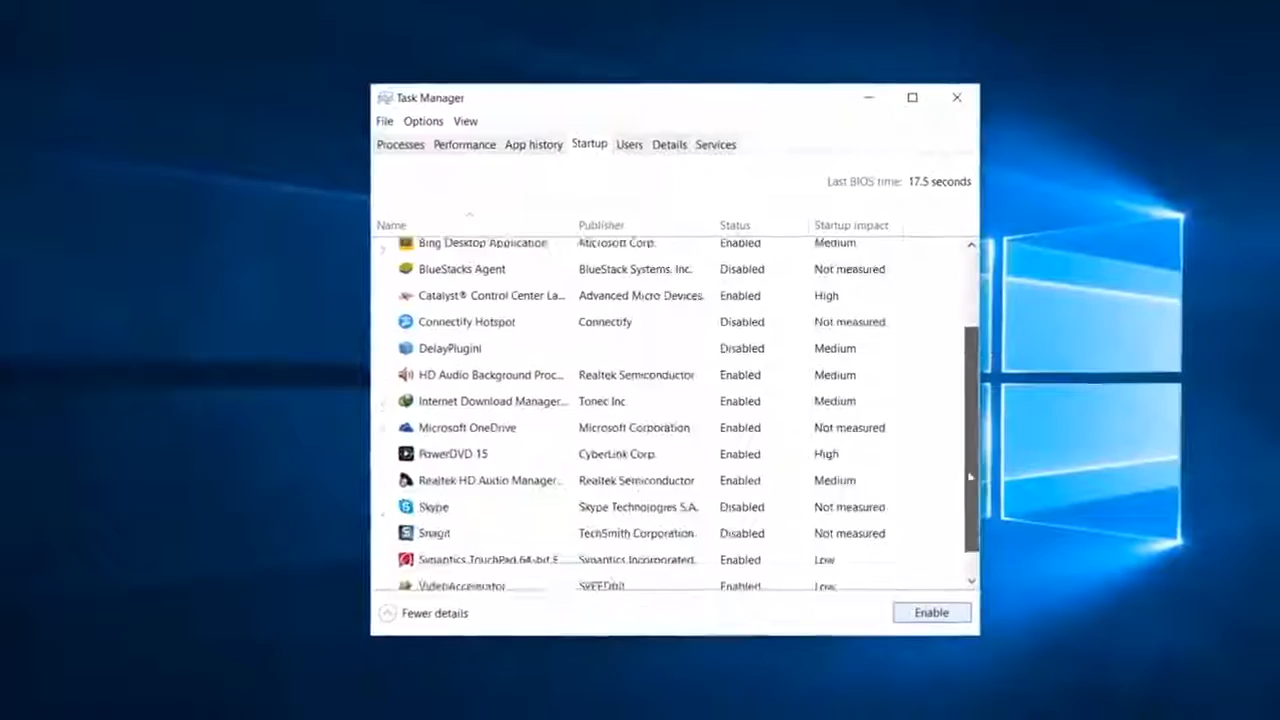 Task Manager
File Options View
Processes Performance App history Startup Users Details Services
Last BIOS time: 17.5 seconds
Name Publisher Status Startup impact
Bing Desktop Application Microsoft Corp. Enabled Medium
BlueStacks Agent BlueStack Systems, Inc. Disabled Not measured
Catalyst® Control Center La... Advanced Micro Devices. Enabled High
Connectify Hotspot Connectify Disabled Not measured
DelayPluginI Disabled Medium
HD Audio Background Proc... Realtek Semiconductor Enabled Medium
Internet Download Manager... Tonec Inc. Enabled Medium
Microsoft OneDrive Microsoft Corporation Enabled Not measured
PowerDVD 15 CyberLink Corp. Enabled High
Realtek HD Audio Manager... Realtek Semiconductor Enabled Medium
Skype Skype Technologies S.A. Disabled Not measured
Snagit TechSmith Corporation. Disabled Not measured
Synaptics TouchPad 64-bit E Synaptics Incorporated. Enabled Low
VideoAccelerator SPEEDbit Enabled Low
Fewer details Enable